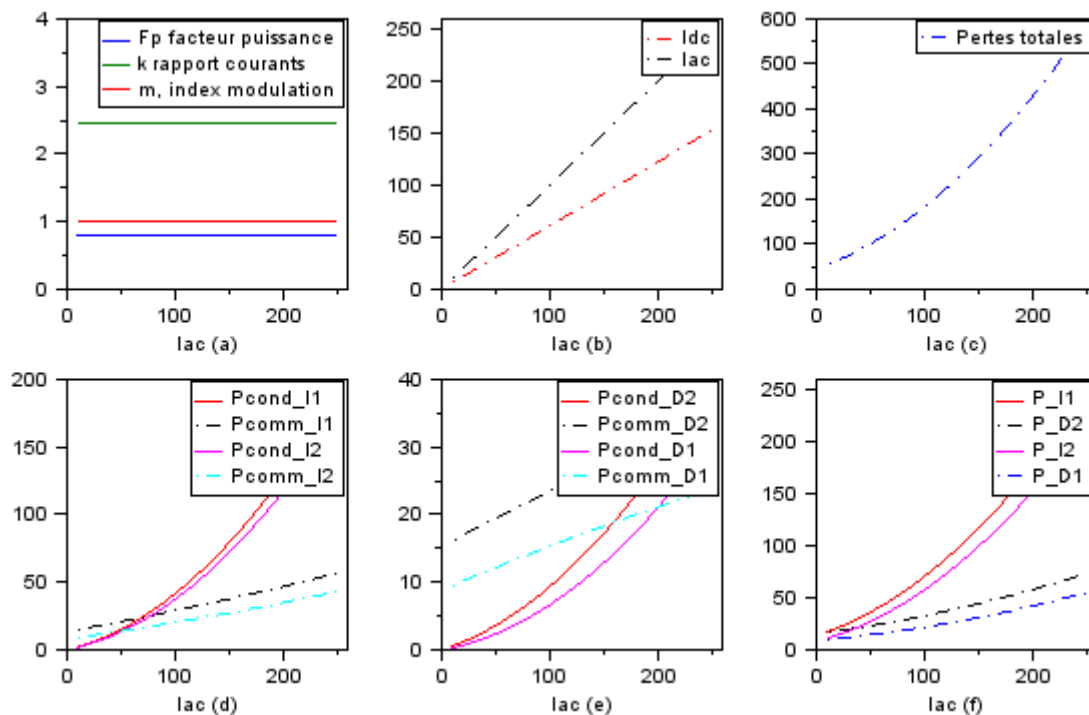 4
3
2
1
0
Fp facteur puissance
k rapport courants
m, index modulation
0 100 200
Iac (a)
250
200
150
100
50
0
Idc
Iac
0 100 200
Iac (b)
600
500
400
300
200
100
0
Pertes totales
0 100 200
Iac (c)
200
150
100
50
0
Pcond_I1
Pcomm_I1
Pcond_I2
Pcomm_I2
0 100 200
Iac (d)
40
30
20
10
0
Pcond_D2
Pcomm_D2
Pcond_D1
Pcomm_D1
0 100 200
Iac (e)
250
200
150
100
50
0
P_I1
P_D2
P_I2
P_D1
0 100 200
Iac (f)